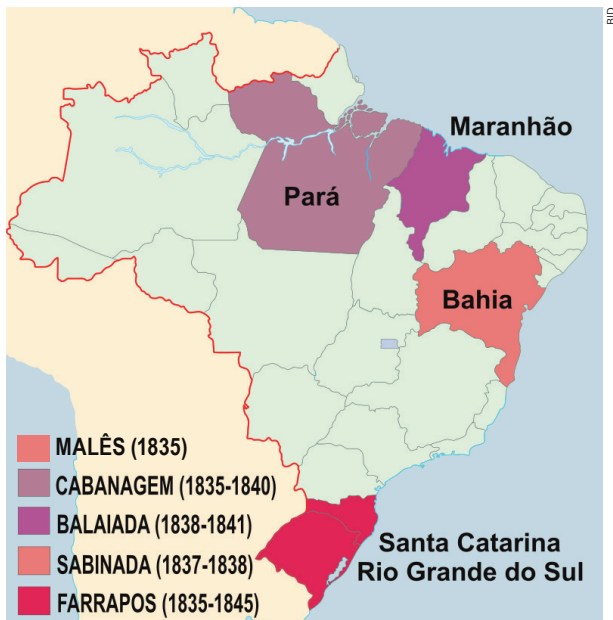 RIO
Maranhão
Pará
Bahia
MALÊS (1835)
CABANAGEM (1835-1840)
BALAIADA (1838-1841)
SABINADA (1837-1838)
FARRAPOS (1835-1845)
Santa Catarina
Rio Grande do Sul